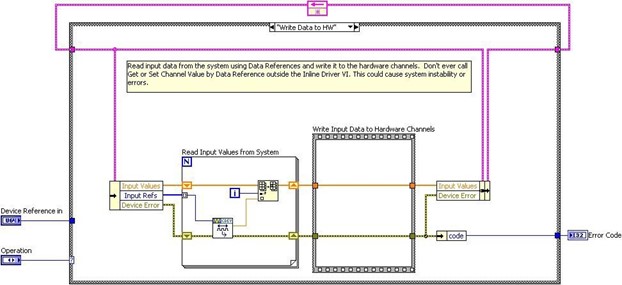 "Write Data to HW"
Read input data from the system using Data References and write it to the hardware channels. Don't ever call
Get or Set Channel Value by Data Reference outside the Inline Driver VI. This could cause system instability or
errors.
Write Input Data to Hardware Channels
Read Input Values from System
N
Input Values
Input Refs
Device Error
i
Input Values
Device Error
Device Reference in
code
I32
Error Code
Operation